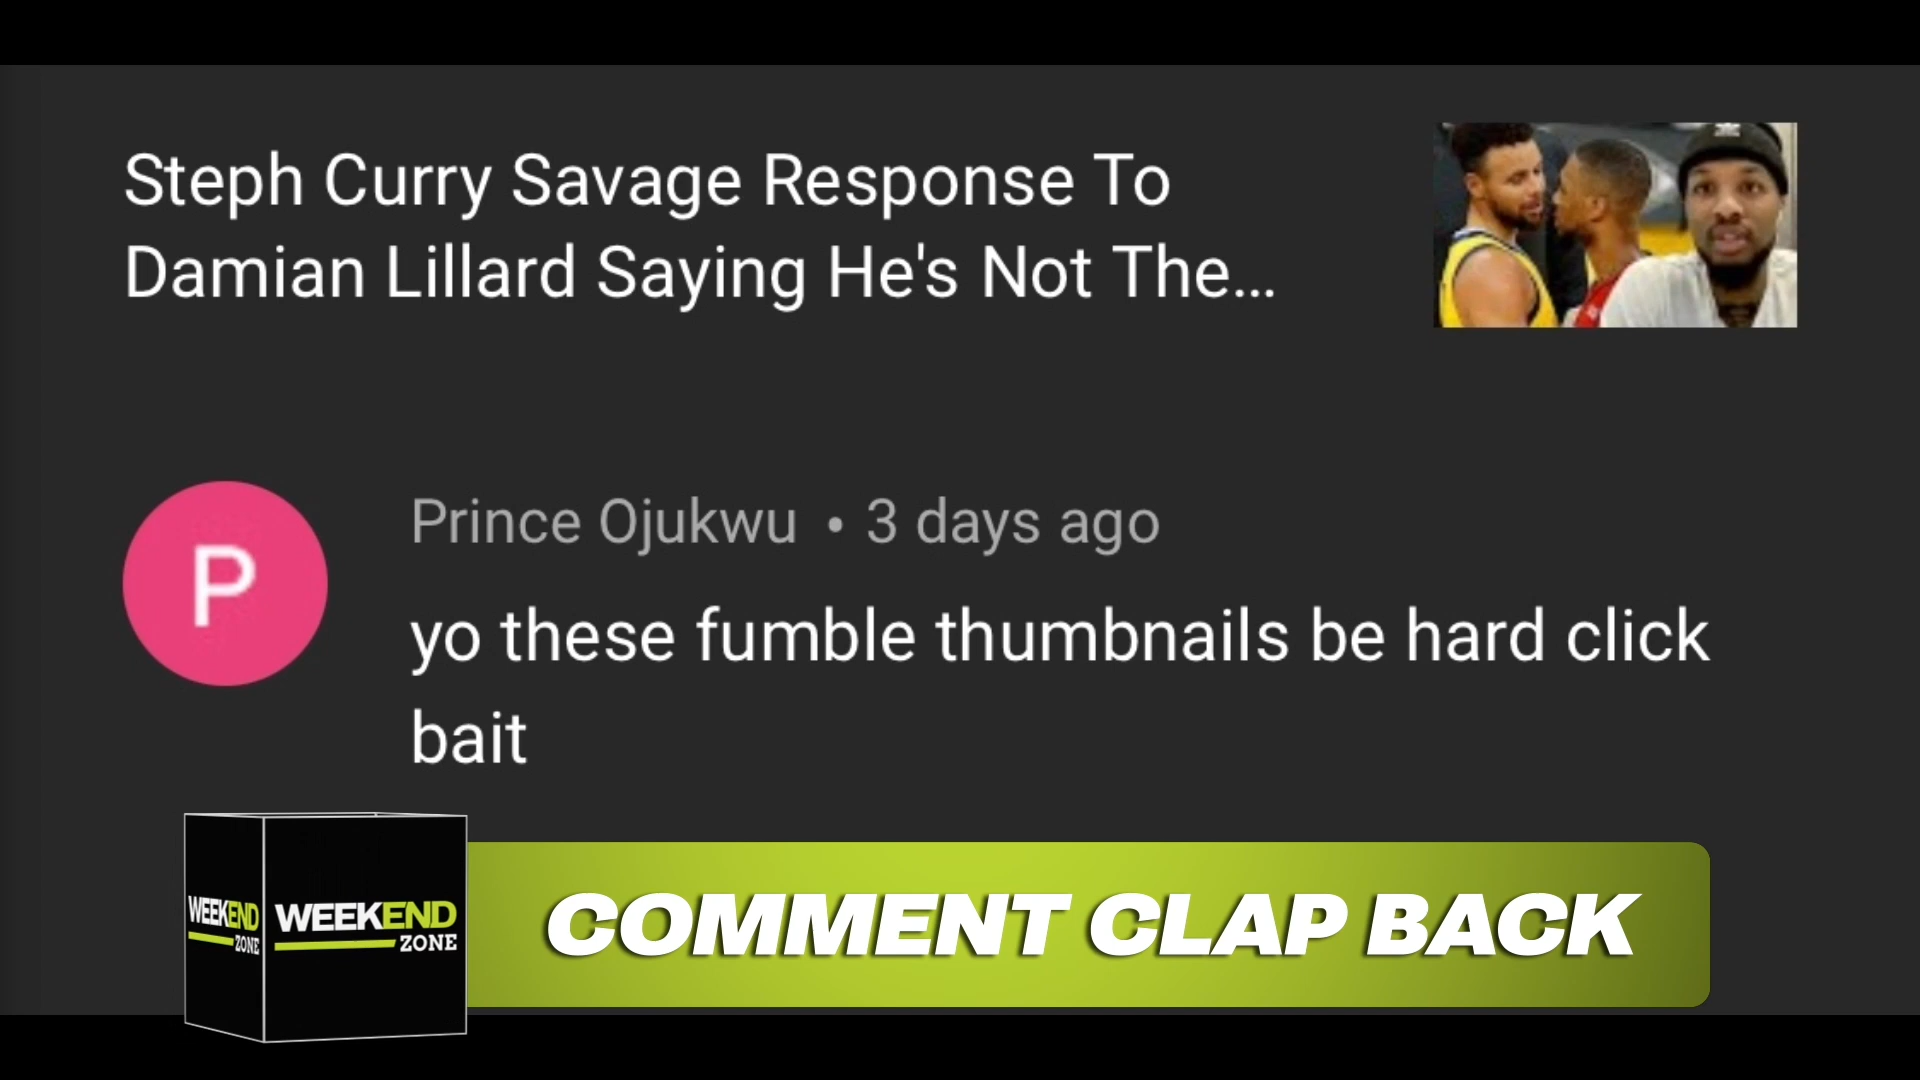 Steph Curry Savage Response To
Damian Lillard Saying He's Not The...
P
Prince Ojukwu • 3 days ago
yo these fumble thumbnails be hard click
bait
WEEKEND
ZONE
WEEKEND
ZONE
COMMENT CLAP BACK